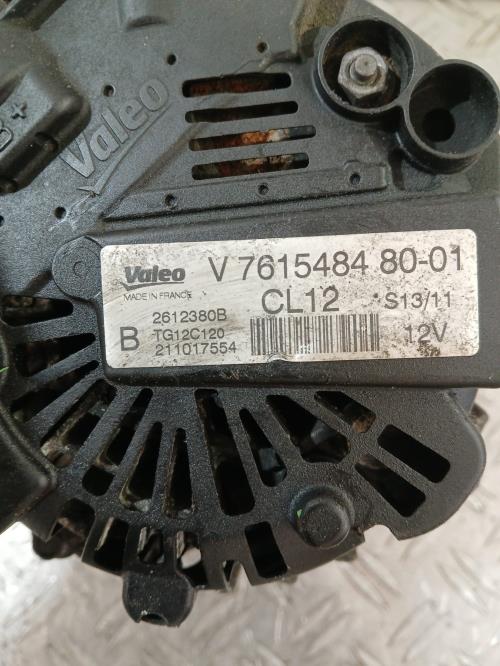 B+
Valeo
Valeo V 7615484 80-01
MADE IN FRANCE CL12 S13/11
2612380B
B TG12C120 12V
211017554